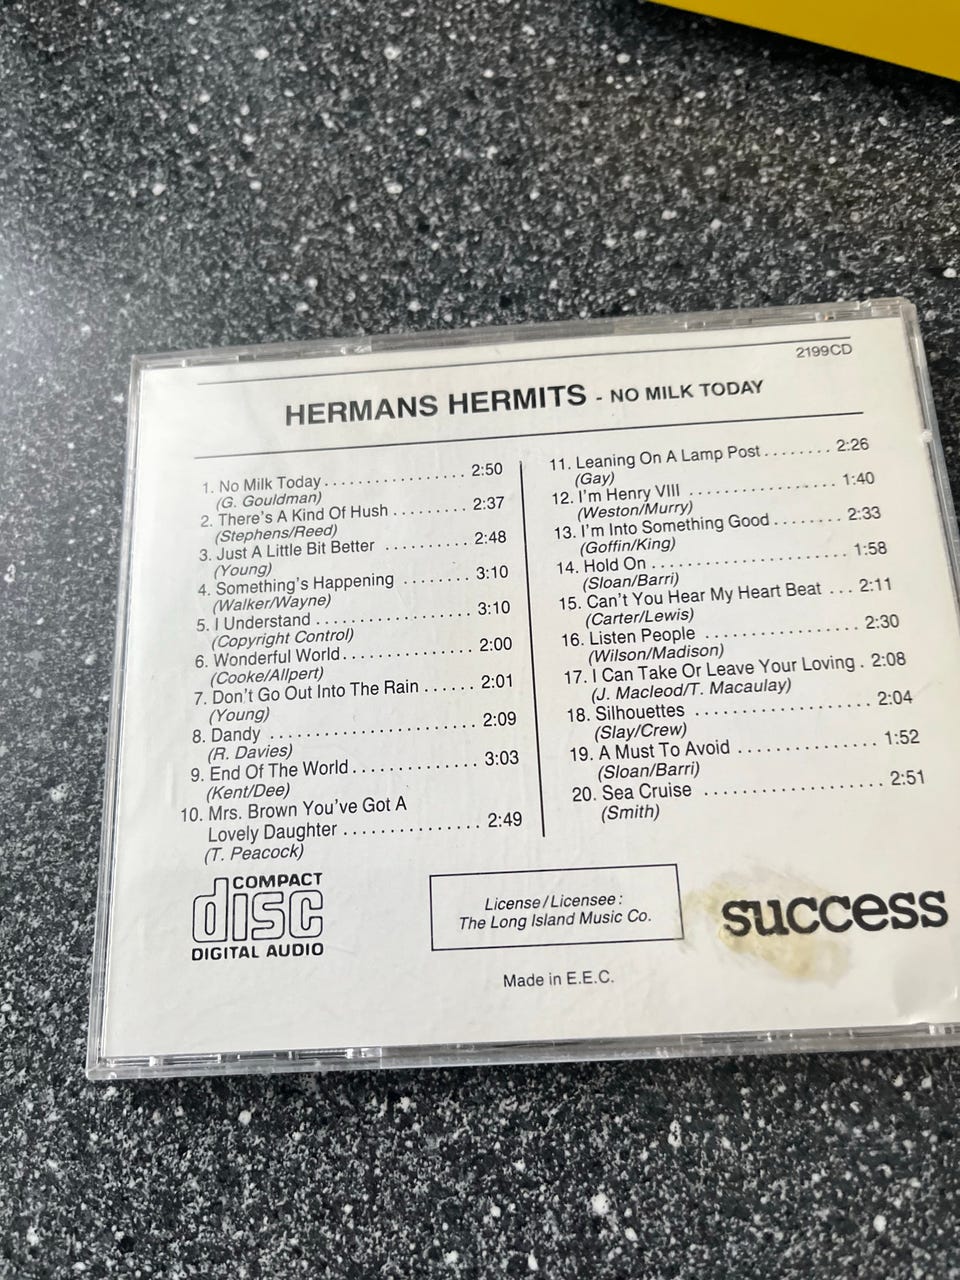 2199CD
HERMANS HERMITS - NO MILK TODAY
1. No Milk Today . . . . . . . . . . . . . . . . . 2:50
(G. Gouldman)
2. There's A Kind Of Hush . . . . . . . . . 2:37
(Stephens/Reed)
3. Just A Little Bit Better . . . . . . . . . . 2:48
(Young)
4. Something's Happening . . . . . . . . 3:10
(Walker/Wayne)
5. I Understand . . . . . . . . . . . . . . . . . . 3:10
(Copyright Control)
6. Wonderful World . . . . . . . . . . . . . . . 2:00
(Cooke/Allpert)
7. Don't Go Out Into The Rain . . . . . . 2:01
(Young)
8. Dandy . . . . . . . . . . . . . . . . . . . . . . . 2:09
(R. Davies)
9. End Of The World . . . . . . . . . . . . . . 3:03
(Kent/Dee)
10. Mrs. Brown You've Got A
Lovely Daughter . . . . . . . . . . . . . . . 2:49
(T. Peacock)
11. Leaning On A Lamp Post . . . . . . . . 2:26
(Gay)
12. I'm Henry VIII . . . . . . . . . . . . . . . . . 1:40
(Weston/Murry)
13. I'm Into Something Good . . . . . . . . 2:33
(Goffin/King)
14. Hold On . . . . . . . . . . . . . . . . . . . . . . 1:58
(Sloan/Barri)
15. Can't You Hear My Heart Beat . . . 2:11
(Carter/Lewis)
16. Listen People . . . . . . . . . . . . . . . . . 2:30
(Wilson/Madison)
17. I Can Take Or Leave Your Loving . 2:08
(J. Macleod/T. Macaulay)
18. Silhouettes . . . . . . . . . . . . . . . . . . . 2:04
(Slay/Crew)
19. A Must To Avoid . . . . . . . . . . . . . . . 1:52
(Sloan/Barri)
20. Sea Cruise . . . . . . . . . . . . . . . . . . . 2:51
(Smith)
COMPACT
disc
DIGITAL AUDIO
License/Licensee:
The Long Island Music Co.
success
Made in E.E.C.